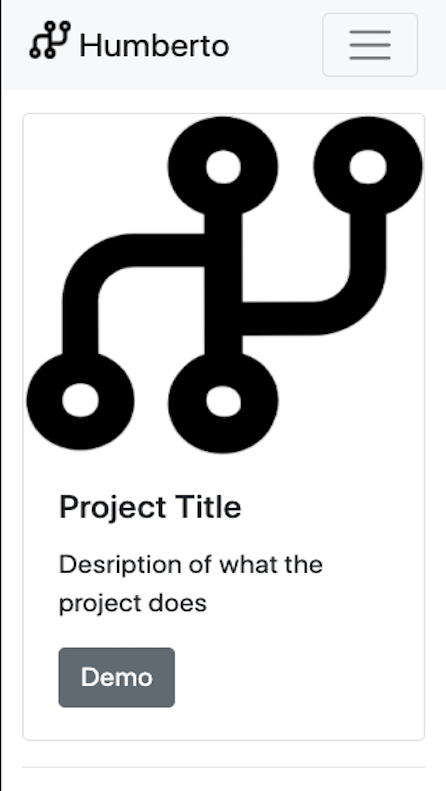 Humberto
Project Title
Desription of what the
project does
Demo